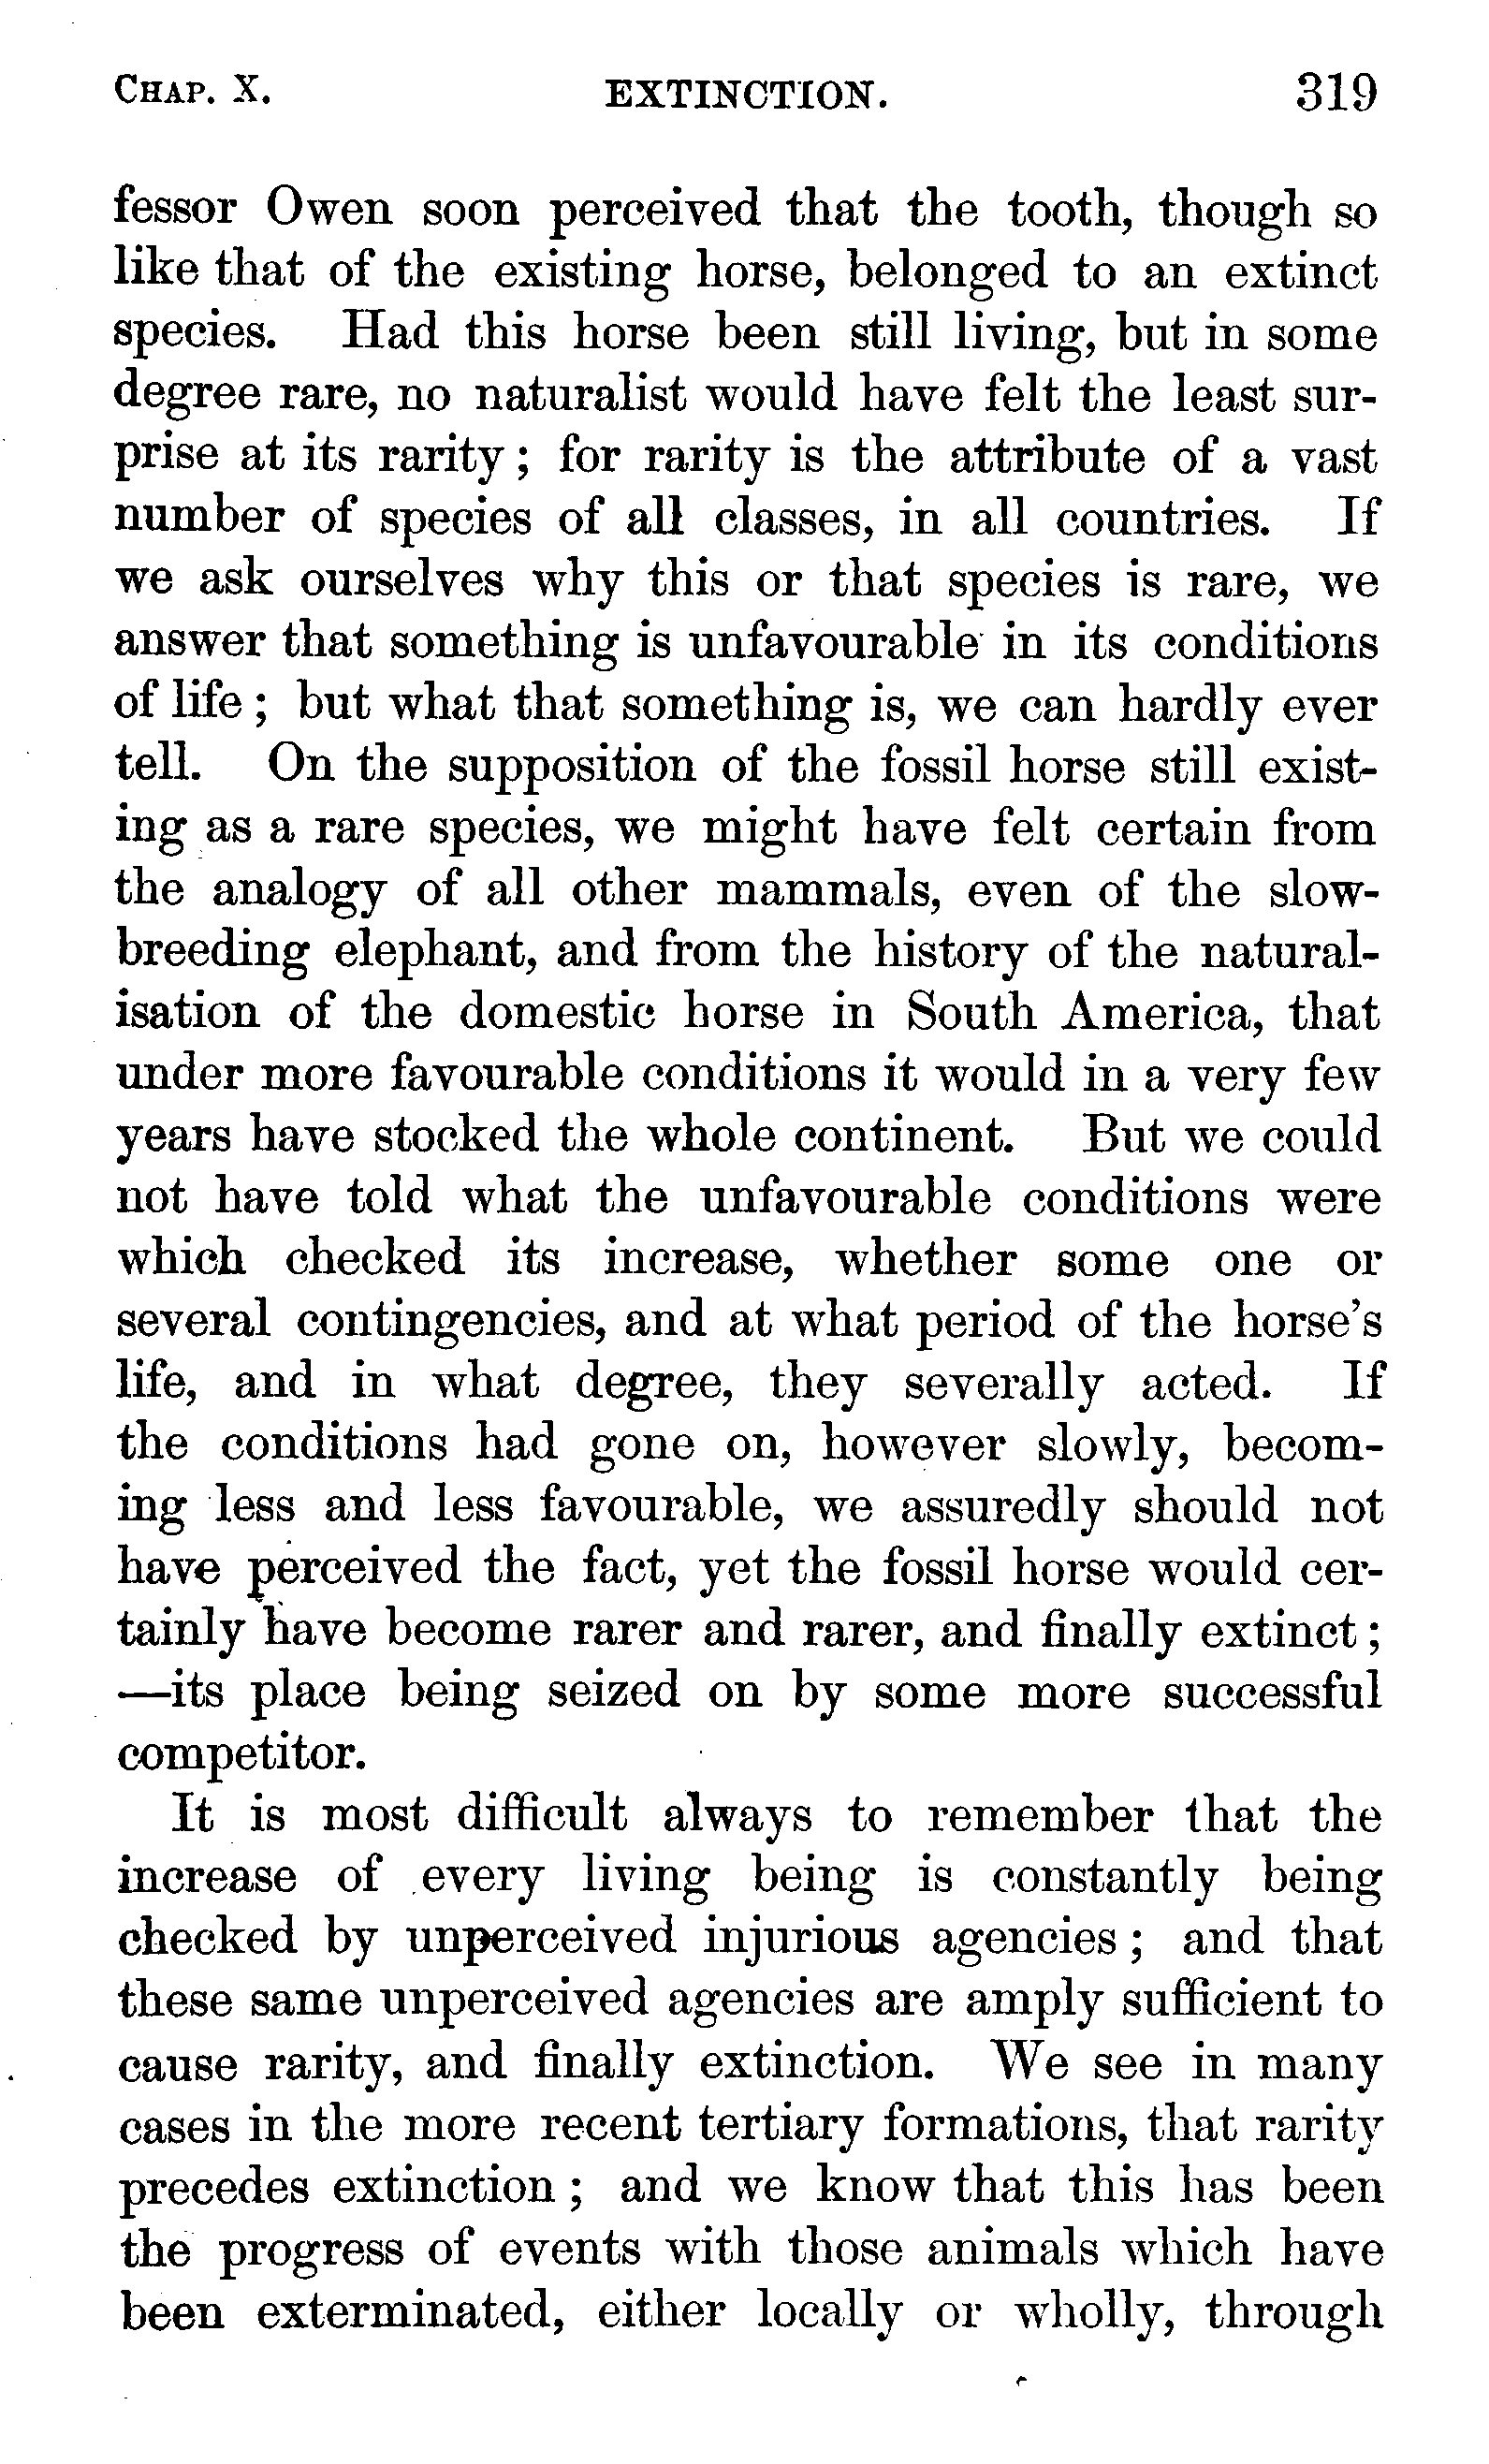 CHAP. X. EXTINCTION. 319
fessor Owen soon perceived that the tooth, though so
like that of the existing horse, belonged to an extinct
species. Had this horse been still living, but in some
degree rare, no naturalist would have felt the least sur-
prise at its rarity; for rarity is the attribute of a vast
number of species of all classes, in all countries. If
we ask ourselves why this or that species is rare, we
answer that something is unfavourable in its conditions
of life; but what that something is, we can hardly ever
tell. On the supposition of the fossil horse still exist-
ing as a rare species, we might have felt certain from
the analogy of all other mammals, even of the slow-
breeding elephant, and from the history of the natural-
isation of the domestic horse in South America, that
under more favourable conditions it would in a very few
years have stocked the whole continent. But we could
not have told what the unfavourable conditions were
which checked its increase, whether some one or
several contingencies, and at what period of the horse's
life, and in what degree, they severally acted. If
the conditions had gone on, however slowly, becom-
ing less and less favourable, we assuredly should not
have perceived the fact, yet the fossil horse would cer-
tainly have become rarer and rarer, and finally extinct;
—its place being seized on by some more successful
competitor.
It is most difficult always to remember that the
increase of every living being is constantly being
checked by unperceived injurious agencies; and that
these same unperceived agencies are amply sufficient to
cause rarity, and finally extinction. We see in many
cases in the more recent tertiary formations, that rarity
precedes extinction; and we know that this has been
the progress of events with those animals which have
been exterminated, either locally or wholly, through